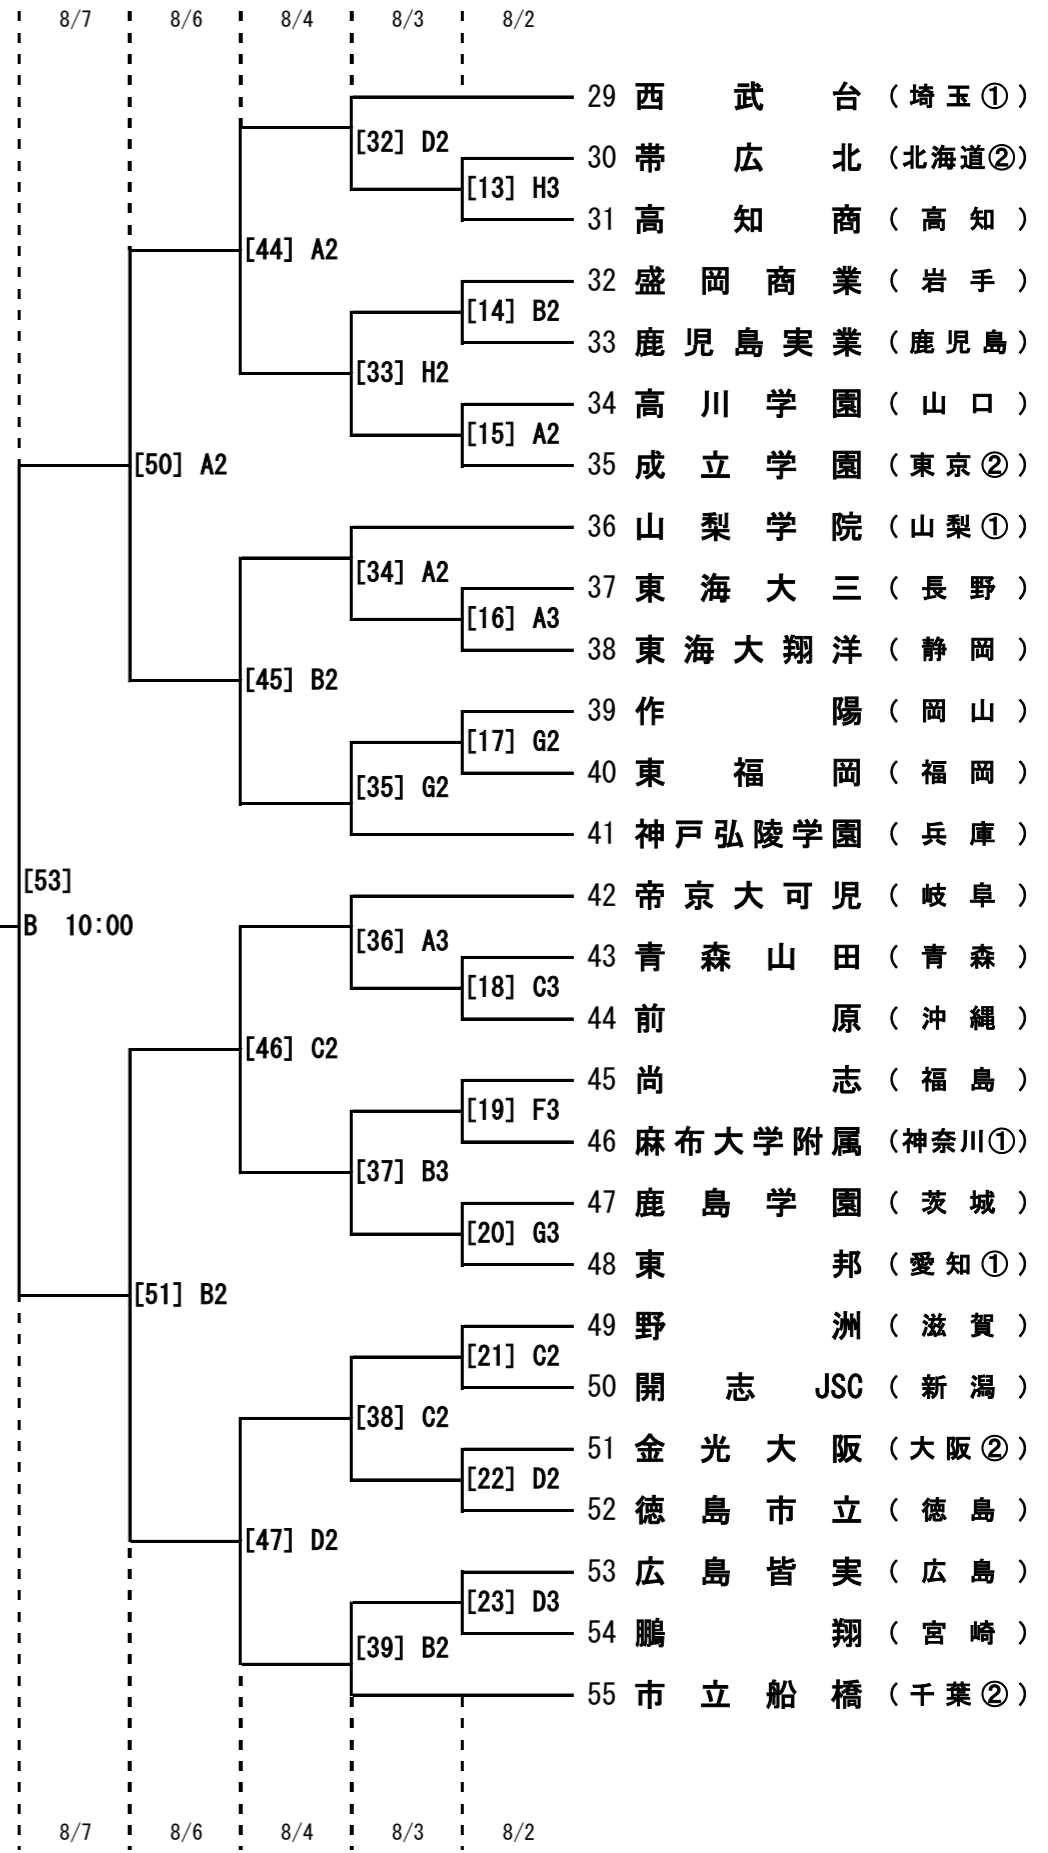 8/7 8/6 8/4 8/3 8/2
29 西武台 (埼玉①)
[32] D2
30 帯広北 (北海道②)
[13] H3
31 高知商 (高知)
[44] A2
32 盛岡商業 (岩手)
[14] B2
33 鹿児島実業 (鹿児島)
[33] H2
34 高川学園 (山口)
[15] A2
35 成立学園 (東京②)
[50] A2
36 山梨学院 (山梨①)
[34] A2
37 東海大三 (長野)
[16] A3
38 東海大翔洋 (静岡)
[45] B2
39 作陽 (岡山)
[17] G2
40 東福岡 (福岡)
[35] G2
41 神戸弘陵学園 (兵庫)
[53]
B 10:00
42 帝京大可児 (岐阜)
[36] A3
43 青森山田 (青森)
[18] C3
44 前原 (沖縄)
[46] C2
45 尚志 (福島)
[19] F3
46 麻布大学附属 (神奈川①)
[37] B3
47 鹿島学園 (茨城)
[20] G3
48 東邦 (愛知①)
[51] B2
49 野洲 (滋賀)
[21] C2
50 開志JSC (新潟)
[38] C2
51 金光大阪 (大阪②)
[22] D2
52 徳島市立 (徳島)
[47] D2
53 広島皆実 (広島)
[23] D3
54 鵬翔 (宮崎)
[39] B2
55 市立船橋 (千葉②)
8/7 8/6 8/4 8/3 8/2